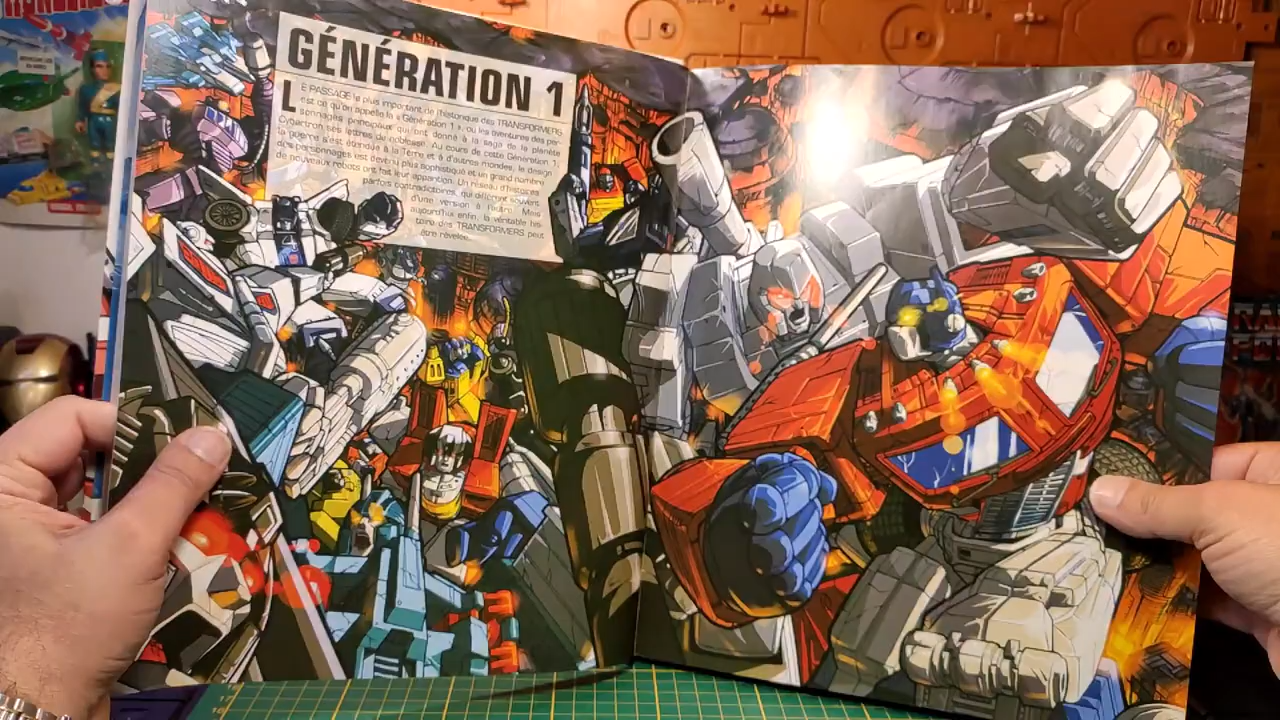 GÉNÉRATION 1
LE PASSAGE le plus important de l'historique des TRANSFORMERS
est ce qu'on appelle la « Génération 1 », ou les aventures des per-
sonnages principaux qui ont donné à la saga de la planète
Cybertron ses lettres de noblesse. Au cours de cette Génération 1,
la guerre s'est étendue à la Terre et à d'autres mondes, le design
des personnages est devenu plus sophistiqué et un grand nombre
de nouveaux robots ont fait leur apparition. Un réseau d'histoires
parfois contradictoires, qui diffèrent souvent
d'une version à l'autre. Mais
aujourd'hui enfin, la véritable his-
toire des TRANSFORMERS peut
être révélée...